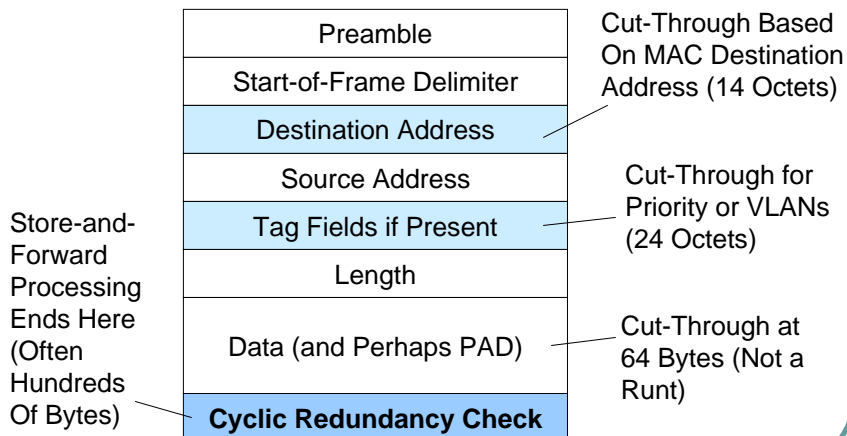 Preamble
Start-of-Frame Delimiter
Destination Address
Source Address
Tag Fields if Present
Length
Data (and Perhaps PAD)
Cyclic Redundancy Check
Cut-Through Based
On MAC Destination
Address (14 Octets)
Cut-Through for
Priority or VLANs
(24 Octets)
Cut-Through at
64 Bytes (Not a
Runt)
Store-and-
Forward
Processing
Ends Here
(Often
Hundreds
Of Bytes)